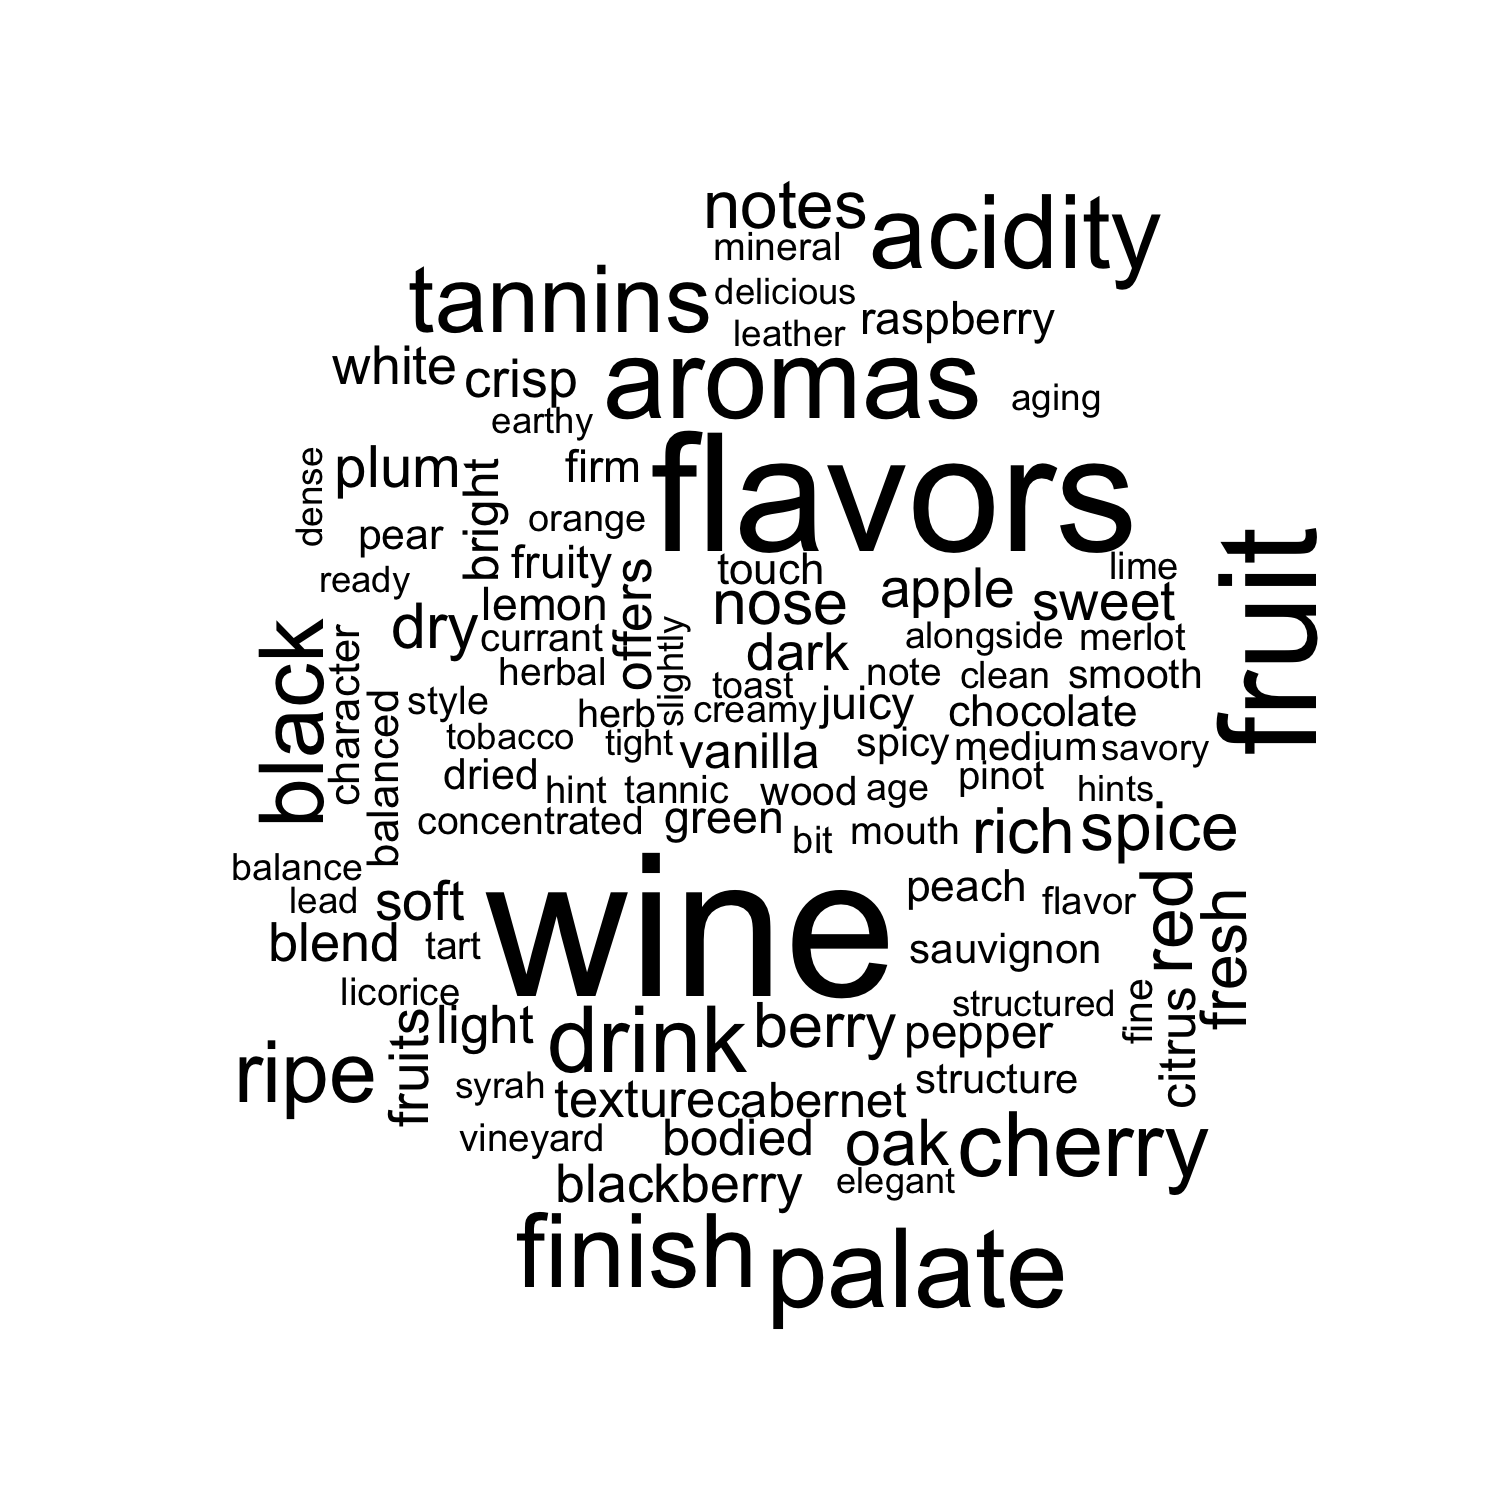 notes
acidity
mineral
tannins
delicious
raspberry
leather
white
crisp
aromas
aging
earthy
dense
plum
bright
firm
flavors
orange
pear
fruity
touch
lime
fruit
ready
lemon
offers
nose
apple
sweet
dry
currant
slightly
dark
alongside
merlot
black
character
herbal
toast
note
clean
smooth
balanced
style
herb
creamy
juicy
chocolate
tobacco
tight
vanilla
spicy
medium
savory
dried
hint
tannic
wood
age
pinot
hints
concentrated
green
bit
mouth
rich
spice
balance
lead
soft
wine
peach
flavor
red
fresh
blend
tart
sauvignon
licorice
structured
fine
citrus
fruits
light
drink
berry
pepper
ripe
syrah
texture
cabernet
structure
vineyard
bodied
oak
cherry
blackberry
elegant
finish
palate